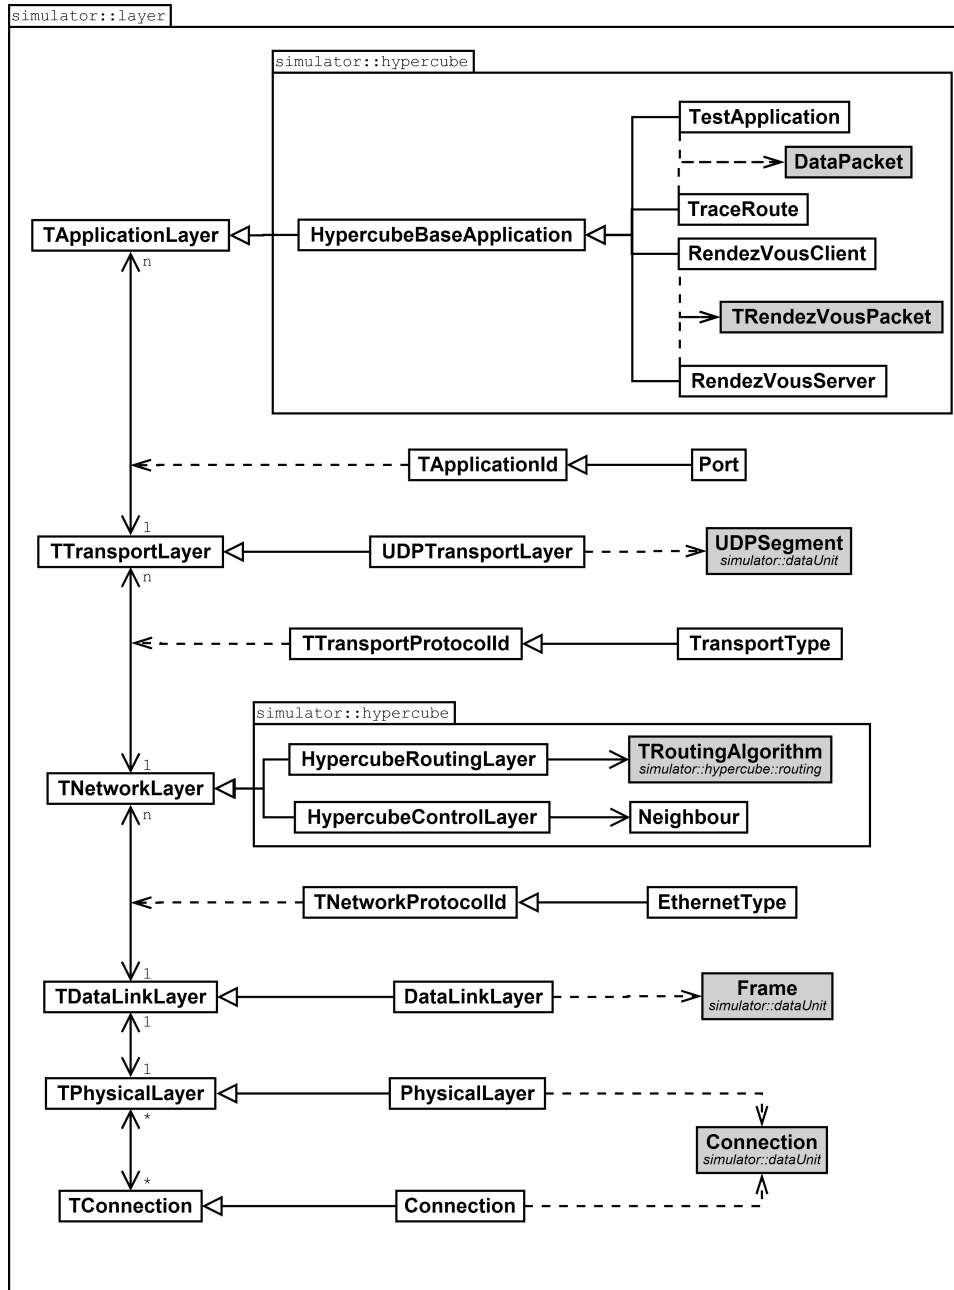 simulator::layer
simulator::hypercube
TestApplication
DataPacket
TraceRoute
TApplicationLayer
HypercubeBaseApplication
RendezVousClient
n
TRendezVousPacket
RendezVousServer
TApplicationId
Port
1
TTransportLayer
UDPTransportLayer
UDPSegment
simulator::dataUnit
n
TTransportProtocolId
TransportType
simulator::hypercube
1
HypercubeRoutingLayer
TRoutingAlgorithm
simulator::hypercube::routing
TNetworkLayer
n
HypercubeControlLayer
Neighbour
TNetworkProtocolId
EthernetType
1
TDataLinkLayer
DataLinkLayer
Frame
simulator::dataUnit
1
1
TPhysicalLayer
PhysicalLayer
*
Connection
simulator::dataUnit
*
TConnection
Connection